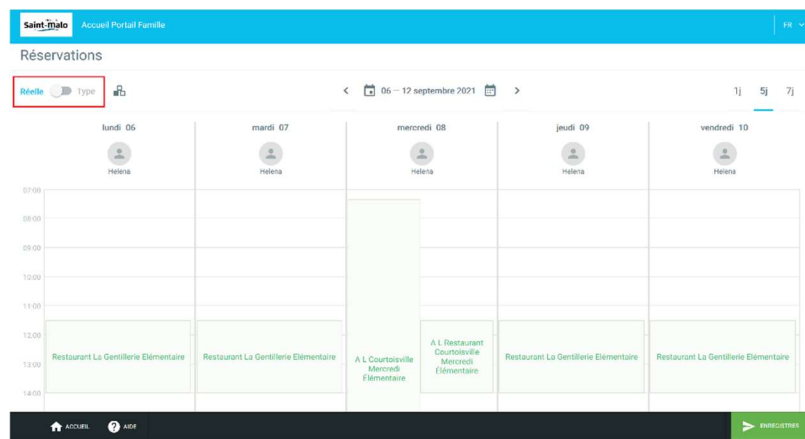 Saint-malo Accueil Portail Famille FR
Réservations
Réelle Type 06 — 12 septembre 2021 1j 5j 7j
lundi 06 mardi 07 mercredi 08 jeudi 09 vendredi 10
Helena Helena Helena Helena Helena
07:00
08:00
09:00
10:00
11:00
12:00
Restaurant La Gentillerie Elémentaire
Restaurant La Gentillerie Elémentaire
A L Courtoisville
Mercredi
Élémentaire
A L Restaurant
Courtoisville
Mercredi
Élémentaire
Restaurant La Gentillerie Elémentaire
Restaurant La Gentillerie Elémentaire
13:00
14:00
ACCUEIL ? AIDE ENREGISTRER